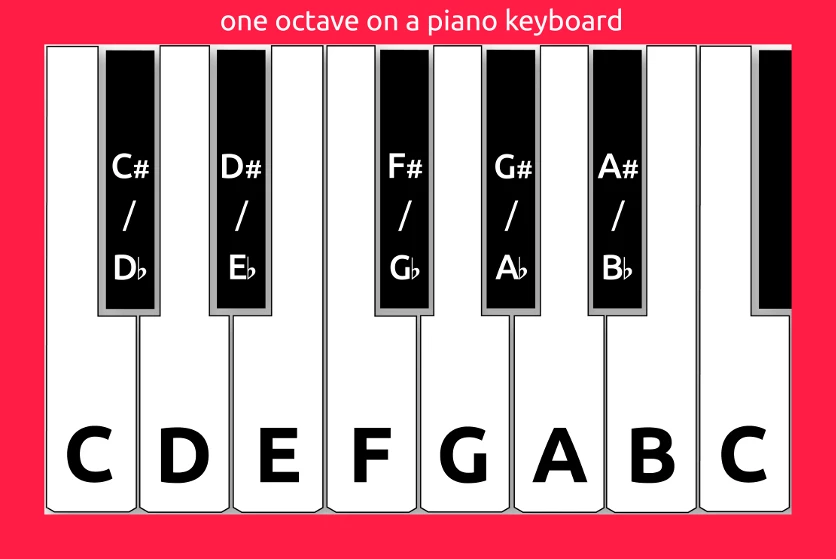 one octave on a piano keyboard
C# D# F# G# A#
/ / / / /
D♭ E♭ G♭ A♭ B♭
C D E F G A B C